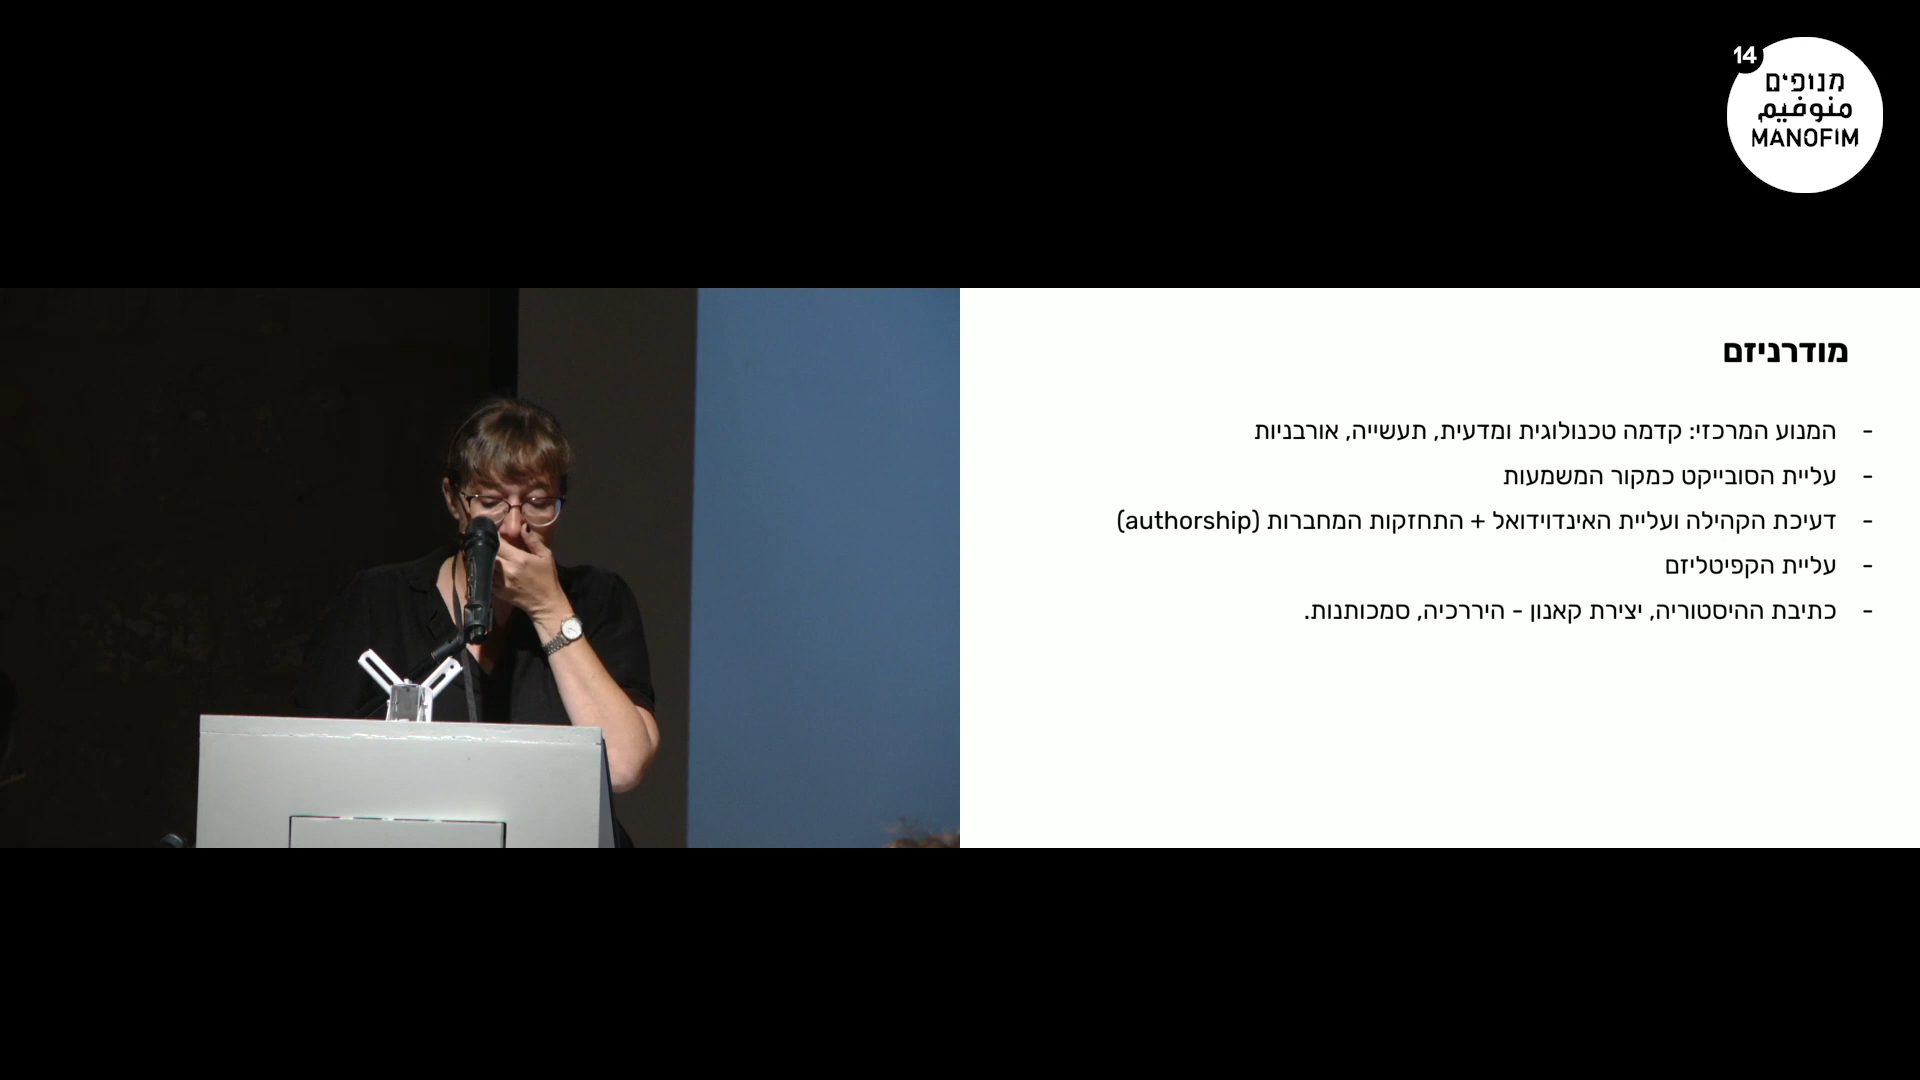 14
מנופים
منوفيم
MANOFIM
מודרניזם
- המנוע המרכזי: קדמה טכנולוגית ומדעית, תעשייה, אורבניות
- עליית הסובייקט כמקור המשמעות
- דעיכת הקהילה ועליית האינדוידואל + התחזקות המחברות (authorship)
- עליית הקפיטליזם
- כתיבת ההיסטוריה, יצירת קאנון - היררכיה, סמכותנות.